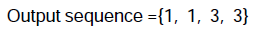 Output sequence ={1, 1, 3, 3}